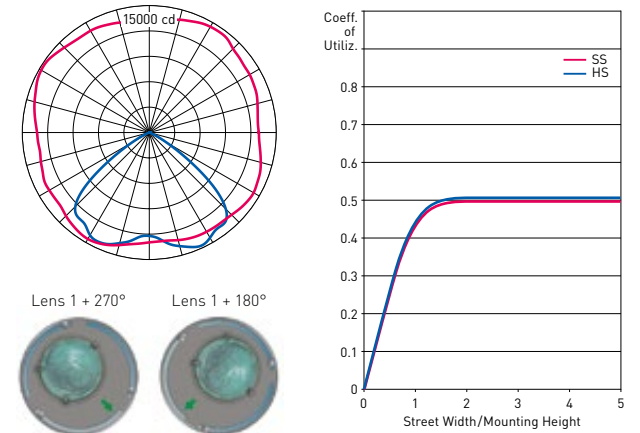 15000 cd
Lens 1 + 270°
Lens 1 + 180°
Coeff.
of
Utiliz.
SS
HS
0.8
0.7
0.6
0.5
0.4
0.3
0.2
0.1
0
0 1 2 3 4 5
Street Width/Mounting Height